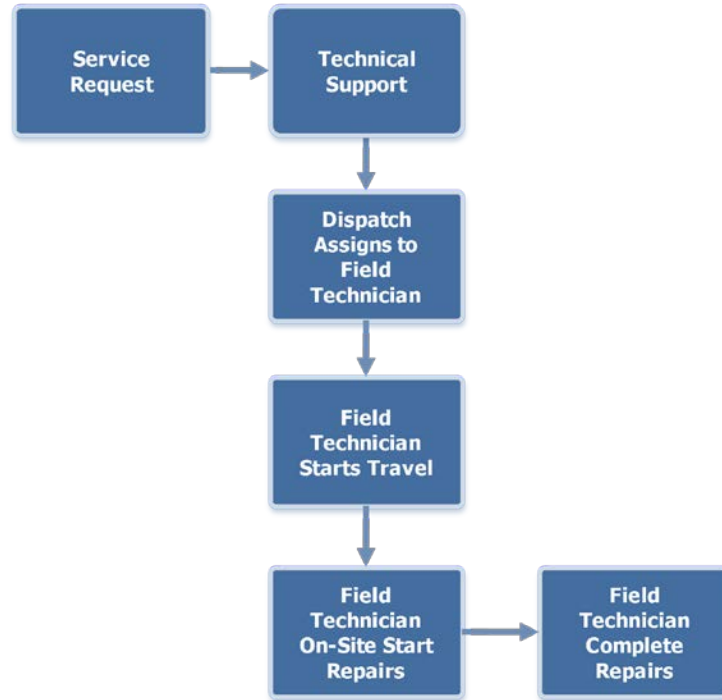 Service
Request
Technical
Support
Dispatch
Assigns to
Field
Technician
Field
Technician
Starts Travel
Field
Technician
On-Site Start
Repairs
Field
Technician
Complete
Repairs